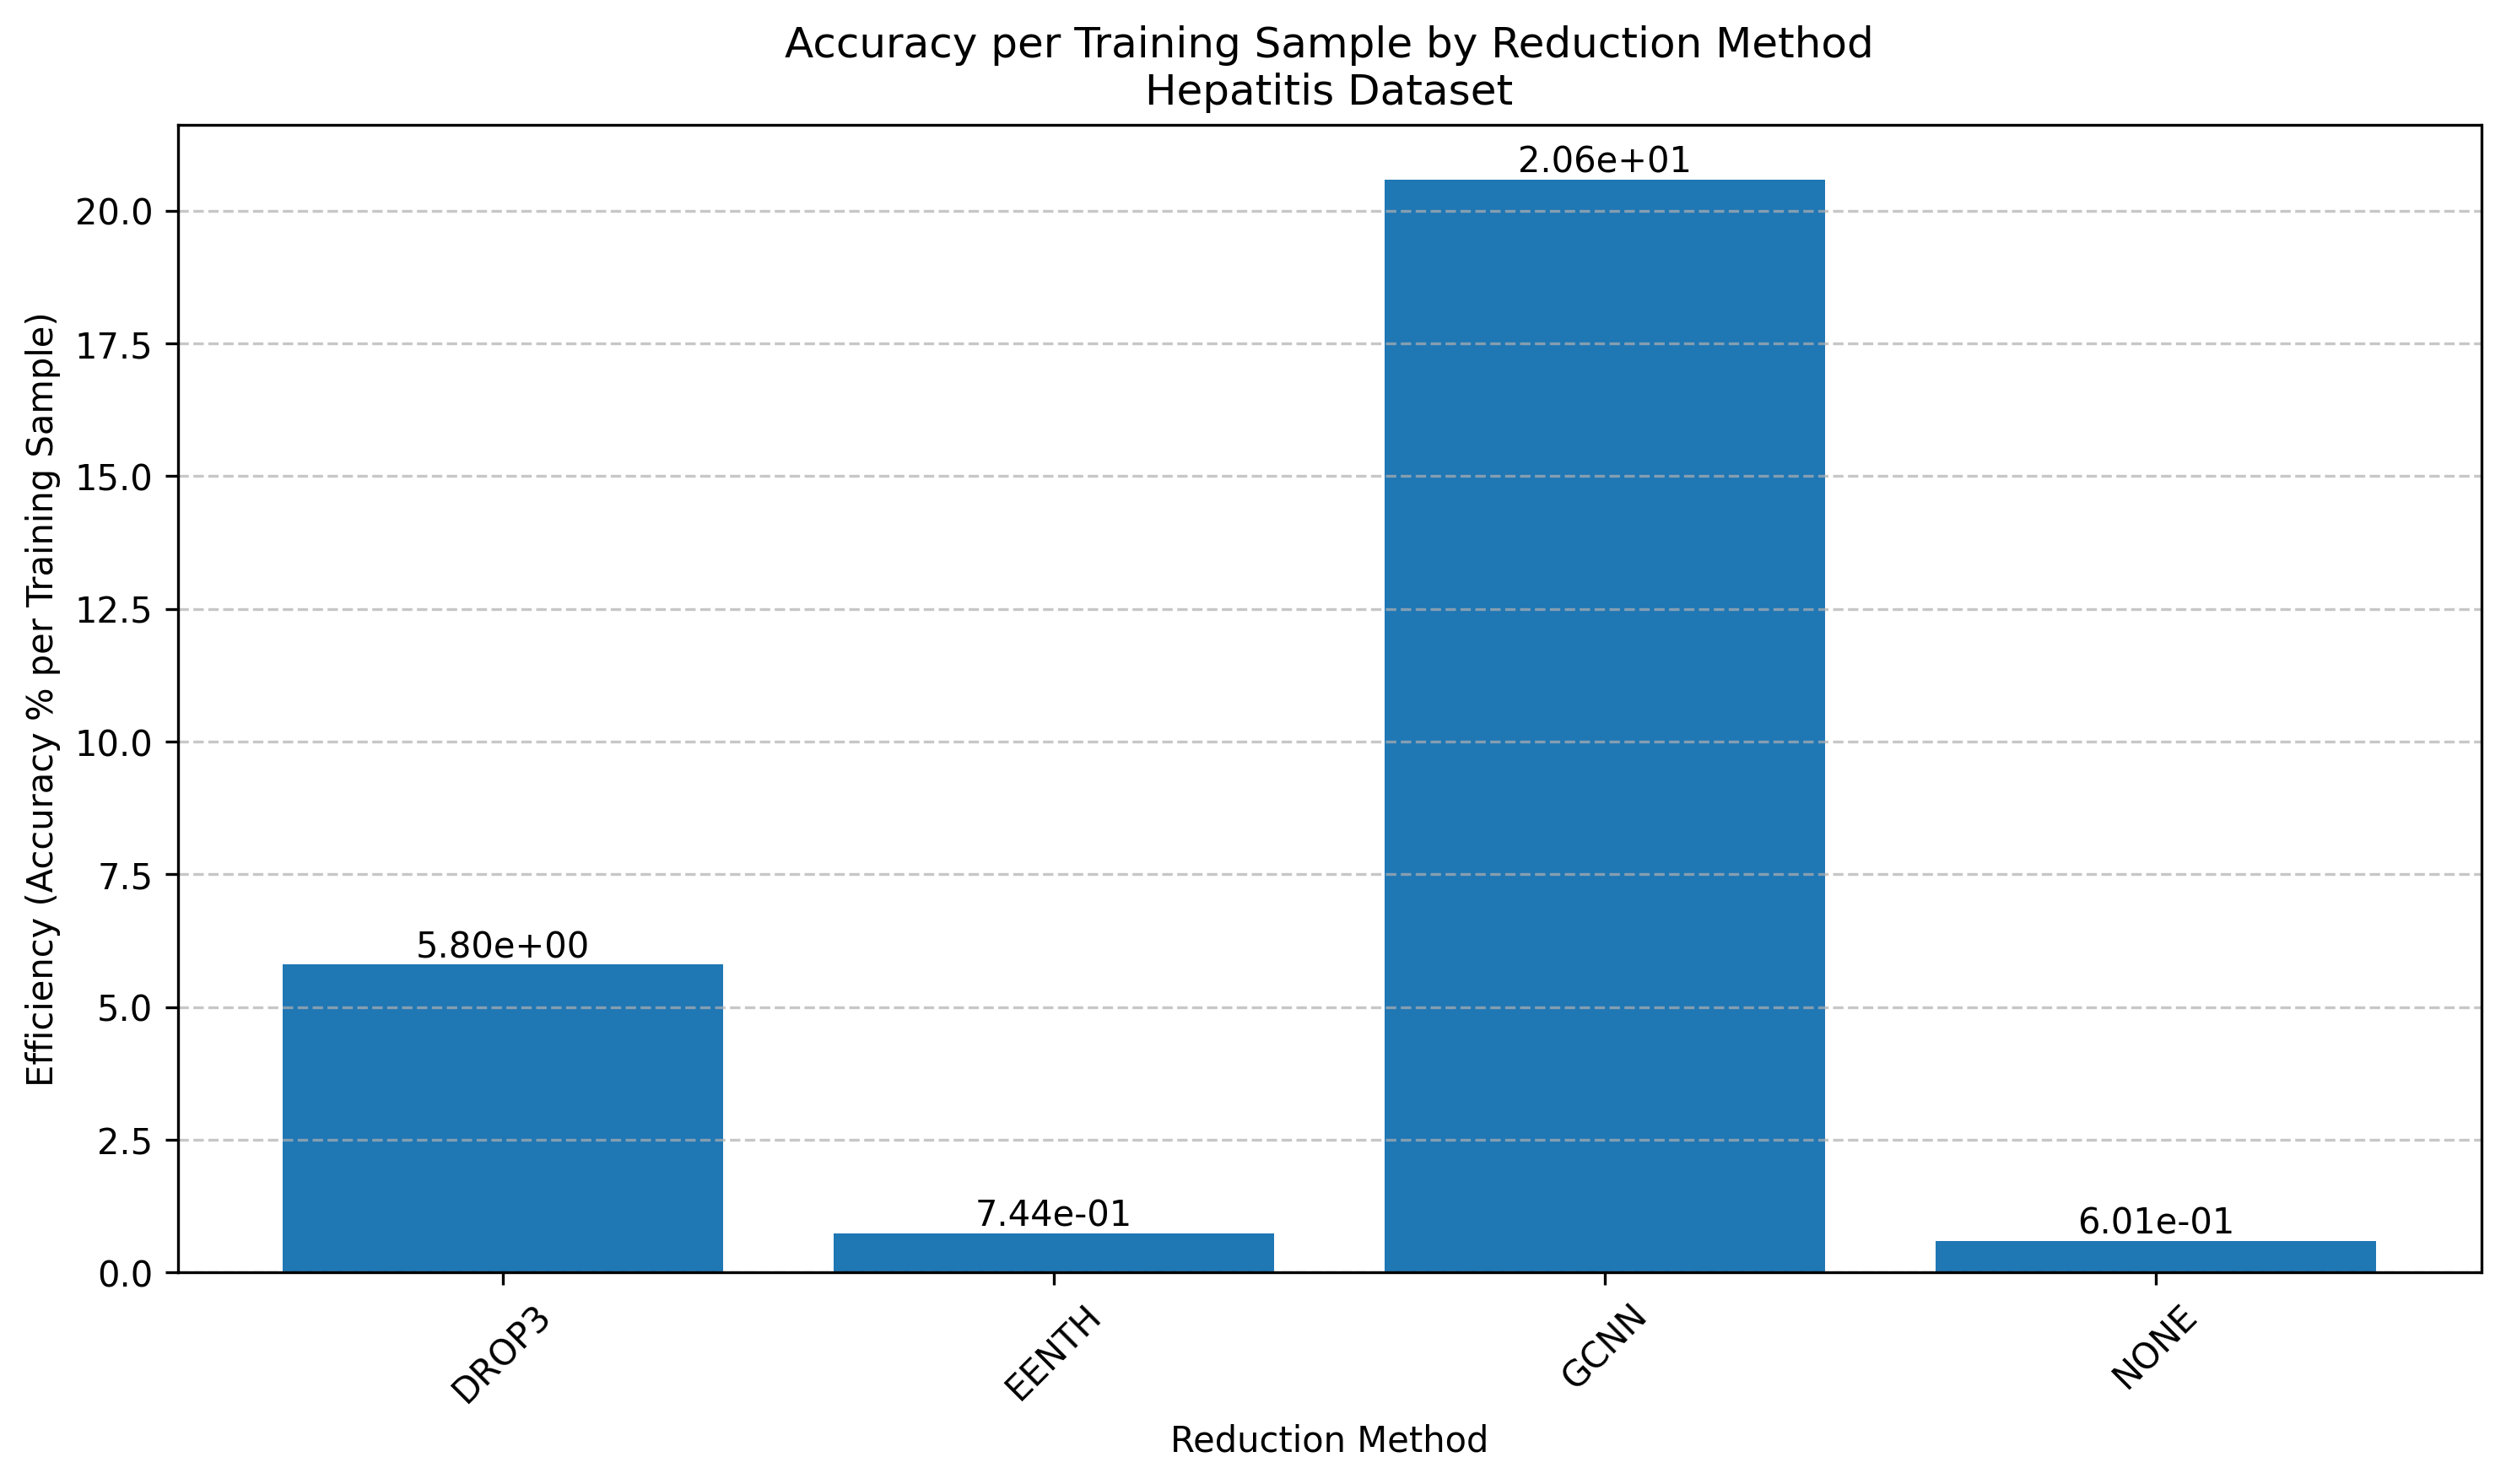 Accuracy per Training Sample by Reduction Method
Hepatitis Dataset
Efficiency (Accuracy % per Training Sample)
20.0
17.5
15.0
12.5
10.0
7.5
5.0
2.5
0.0
5.80e+00
7.44e-01
2.06e+01
6.01e-01
DROP3
EENTH
GCNN
NONE
Reduction Method